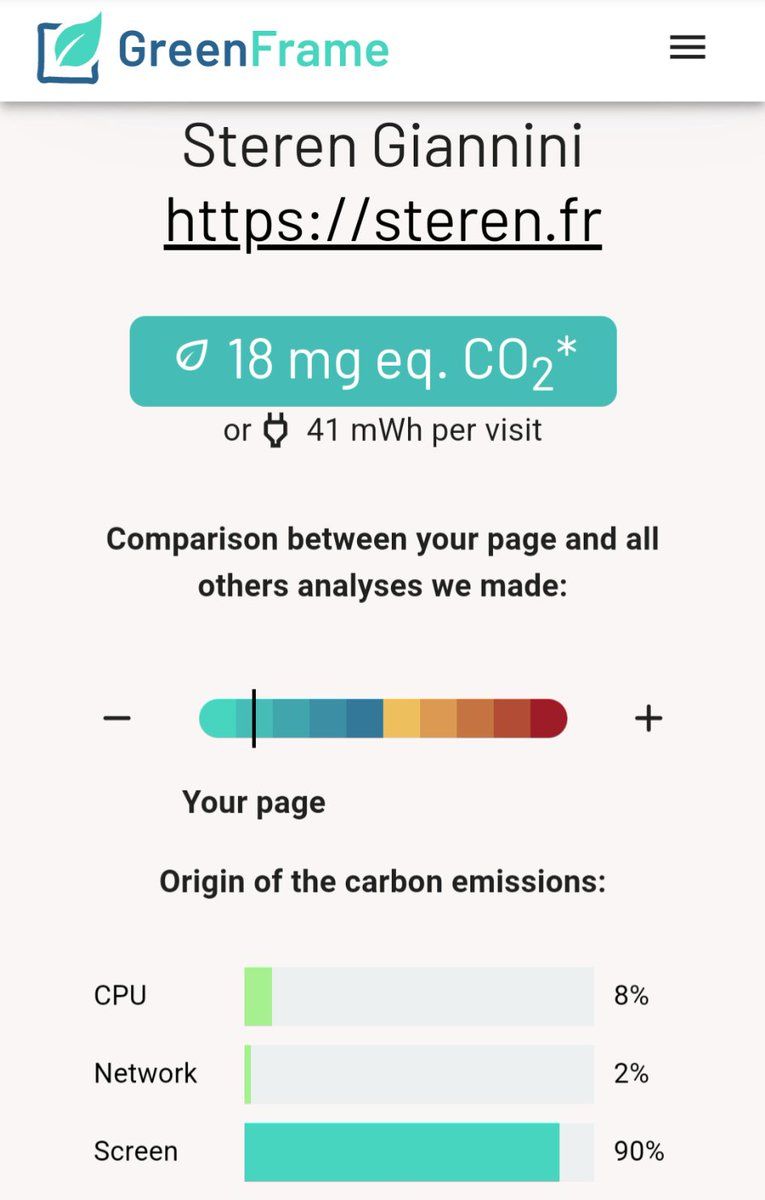 GreenFrame
Steren Giannini
https://steren.fr
18 mg eq. CO₂*
or 41 mWh per visit
Comparison between your page and all
others analyses we made:
− +
Your page
Origin of the carbon emissions:
CPU 8%
Network 2%
Screen 90%